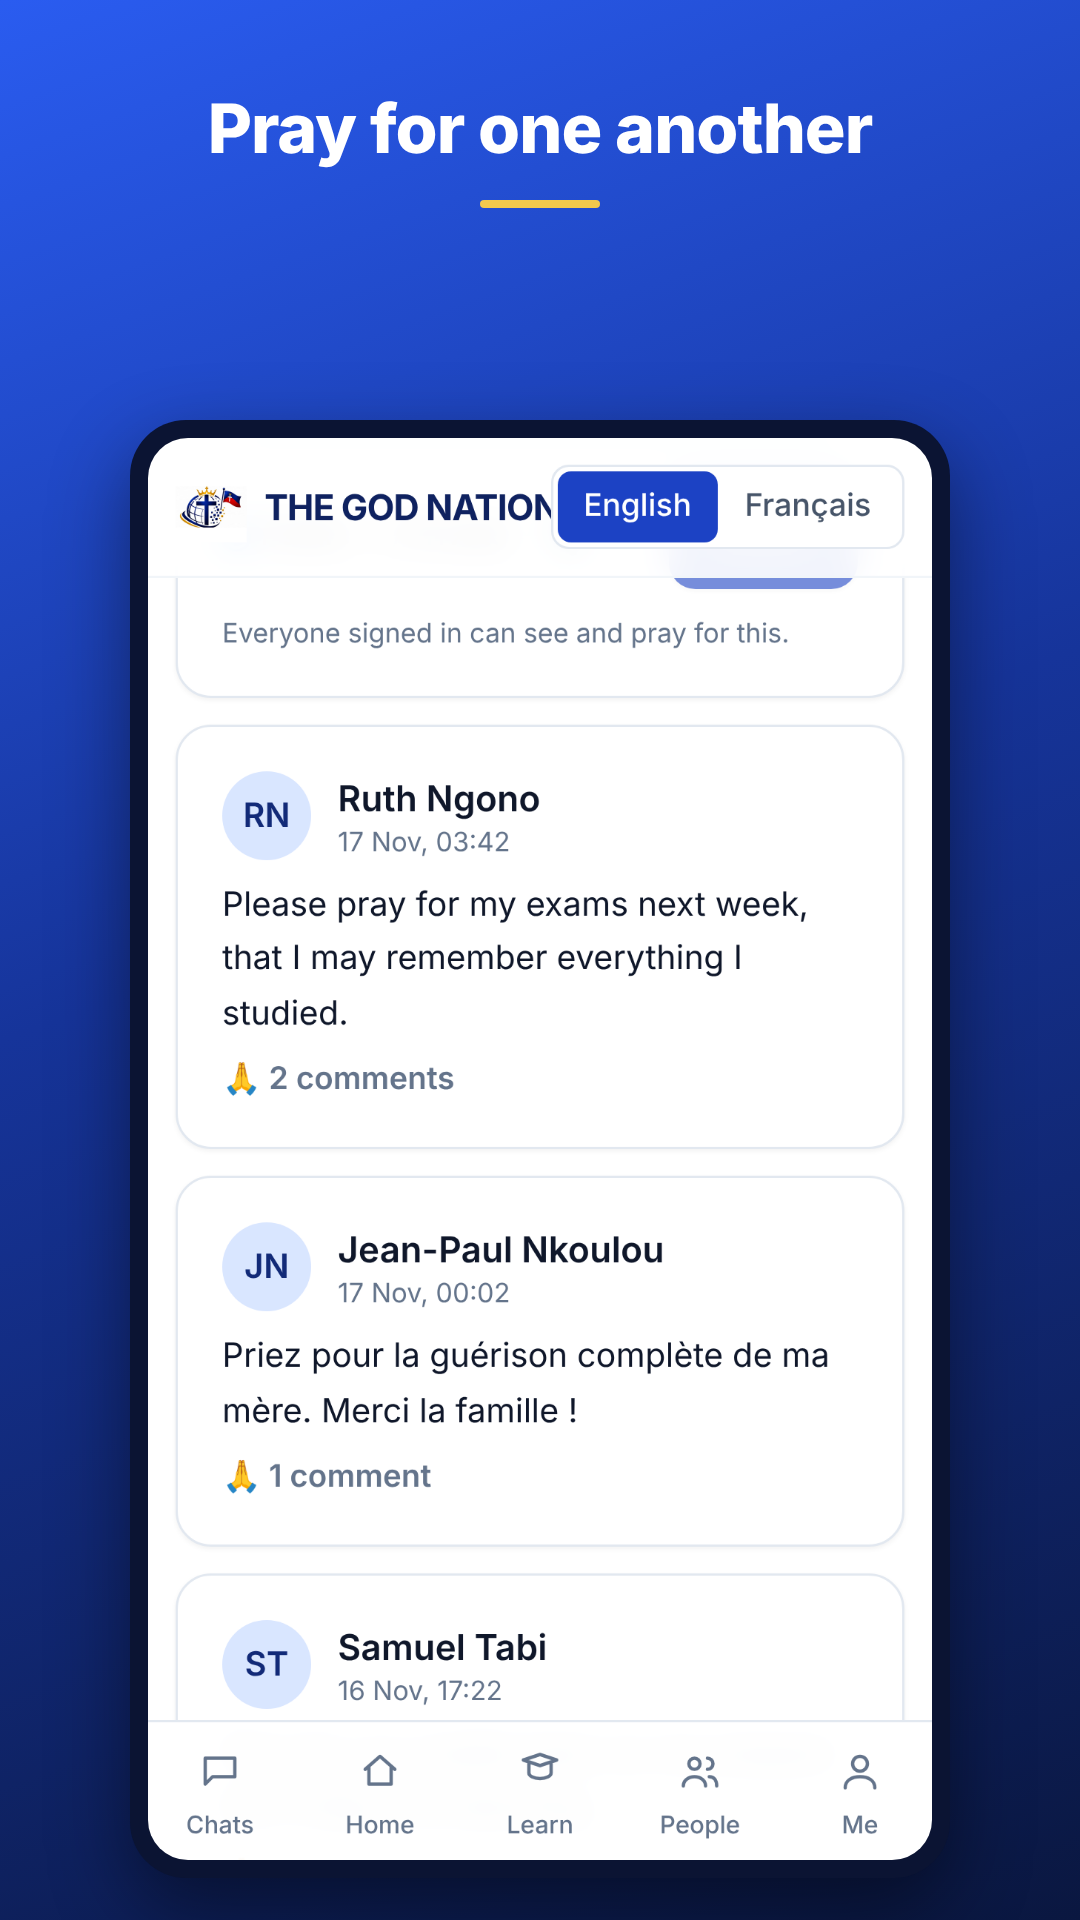 Pray for one another
THE GOD NATION
English
Français
Everyone signed in can see and pray for this.
RN
Ruth Ngono
17 Nov, 03:42
Please pray for my exams next week,
that I may remember everything I
studied.
🙏 2 comments
JN
Jean-Paul Nkoulou
17 Nov, 00:02
Priez pour la guérison complète de ma
mère. Merci la famille !
🙏 1 comment
ST
Samuel Tabi
16 Nov, 17:22
Chats
Home
Learn
People
Me